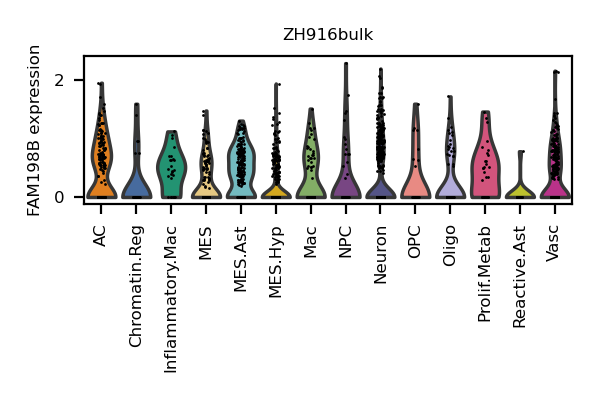 ZH916bulk
FAM198B expression
2
0
AC
Chromatin.Reg
Inflammatory.Mac
MES
MES.Ast
MES.Hyp
Mac
NPC
Neuron
OPC
Oligo
Prolif.Metab
Reactive.Ast
Vasc